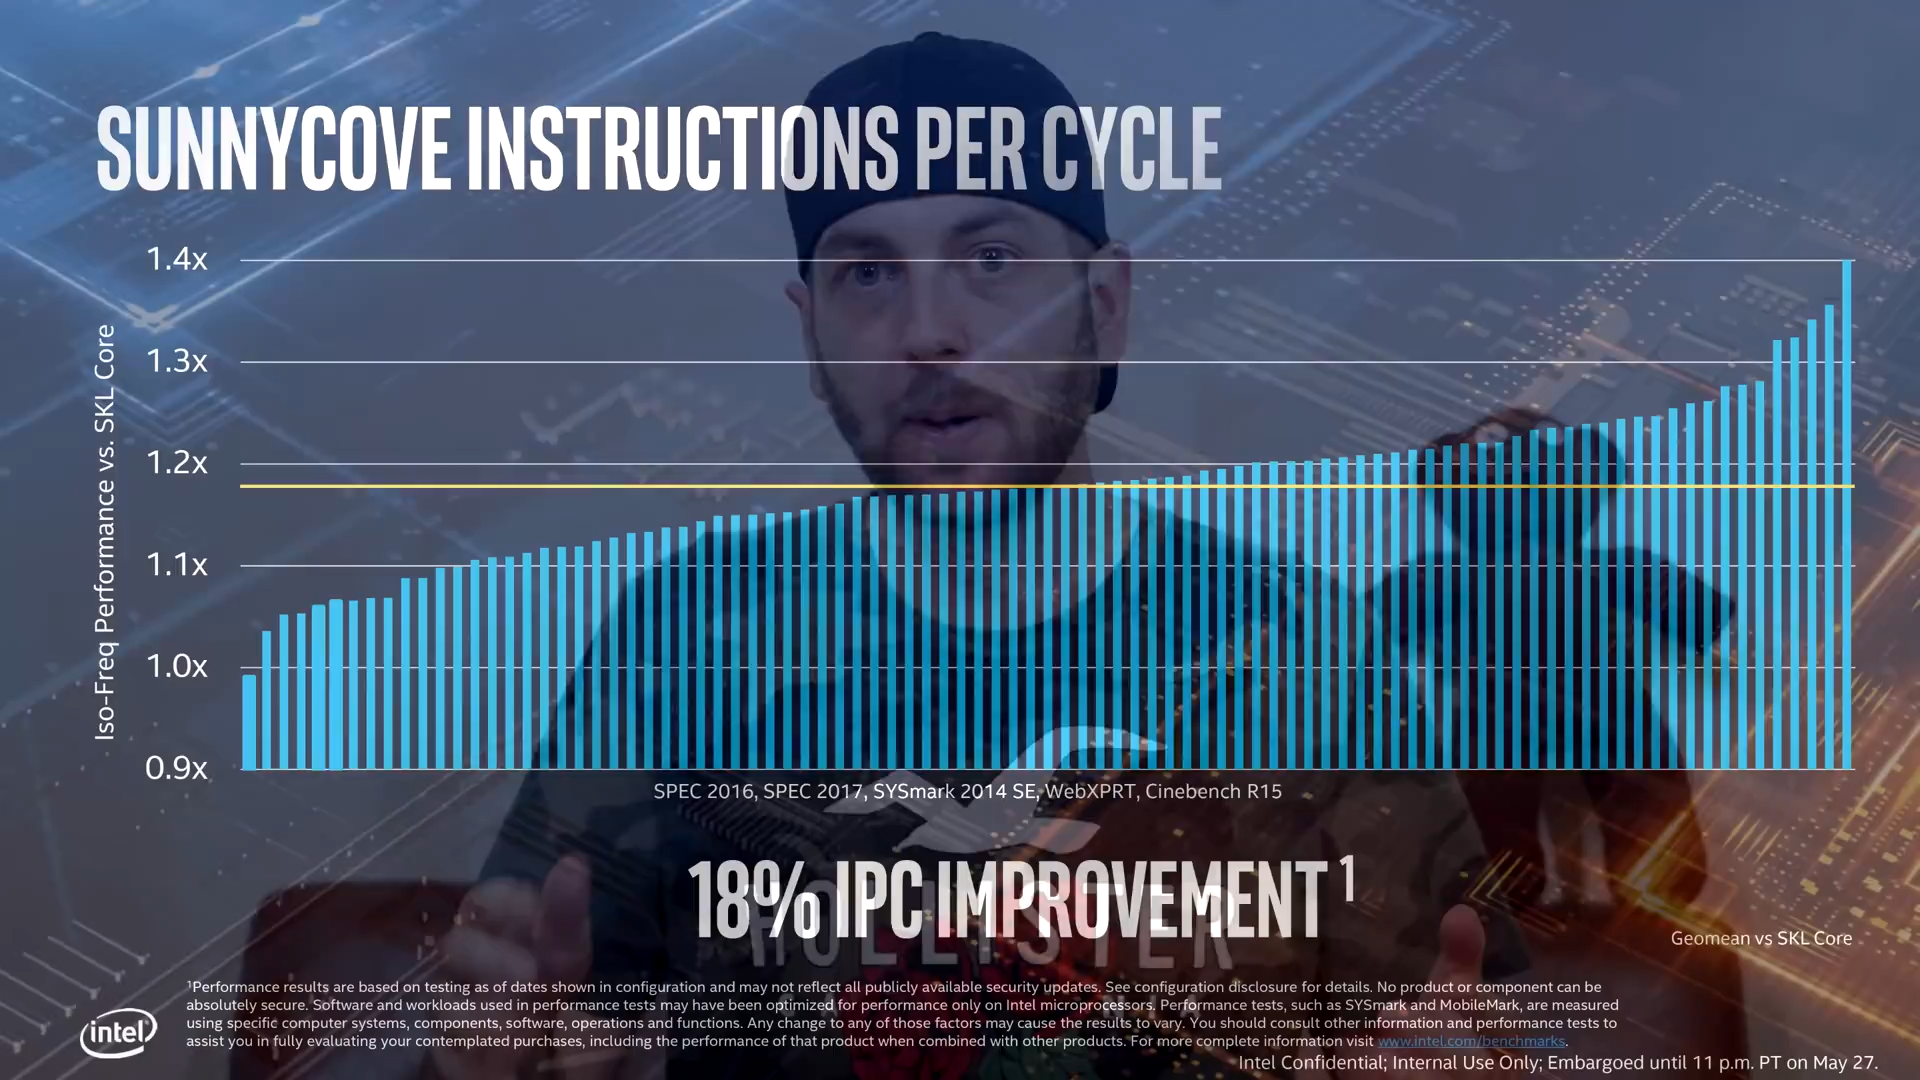 SUNNYCOVE INSTRUCTIONS PER CYCLE
1.4x
1.3x
1.2x
1.1x
1.0x
0.9x
Iso-Freq Performance vs. SKL Core
SPEC 2016, SPEC 2017, SYSmark 2014 SE, WebXPRT, Cinebench R15
18% IPC IMPROVEMENT 1
HOLLISTER
Geomean vs SKL Core
1Performance results are based on testing as of dates shown in configuration and may not reflect all publicly available security updates. See configuration disclosure for details. No product or component can be
absolutely secure. Software and workloads used in performance tests may have been optimized for performance only on Intel microprocessors. Performance tests, such as SYSmark and MobileMark, are measured
using specific computer systems, components, software, operations and functions. Any change to any of those factors may cause the results to vary. You should consult other information and performance tests to
assist you in fully evaluating your contemplated purchases, including the performance of that product when combined with other products. For more complete information visit www.intel.com/benchmarks.
intel
Intel Confidential; Internal Use Only; Embargoed until 11 p.m. PT on May 27.